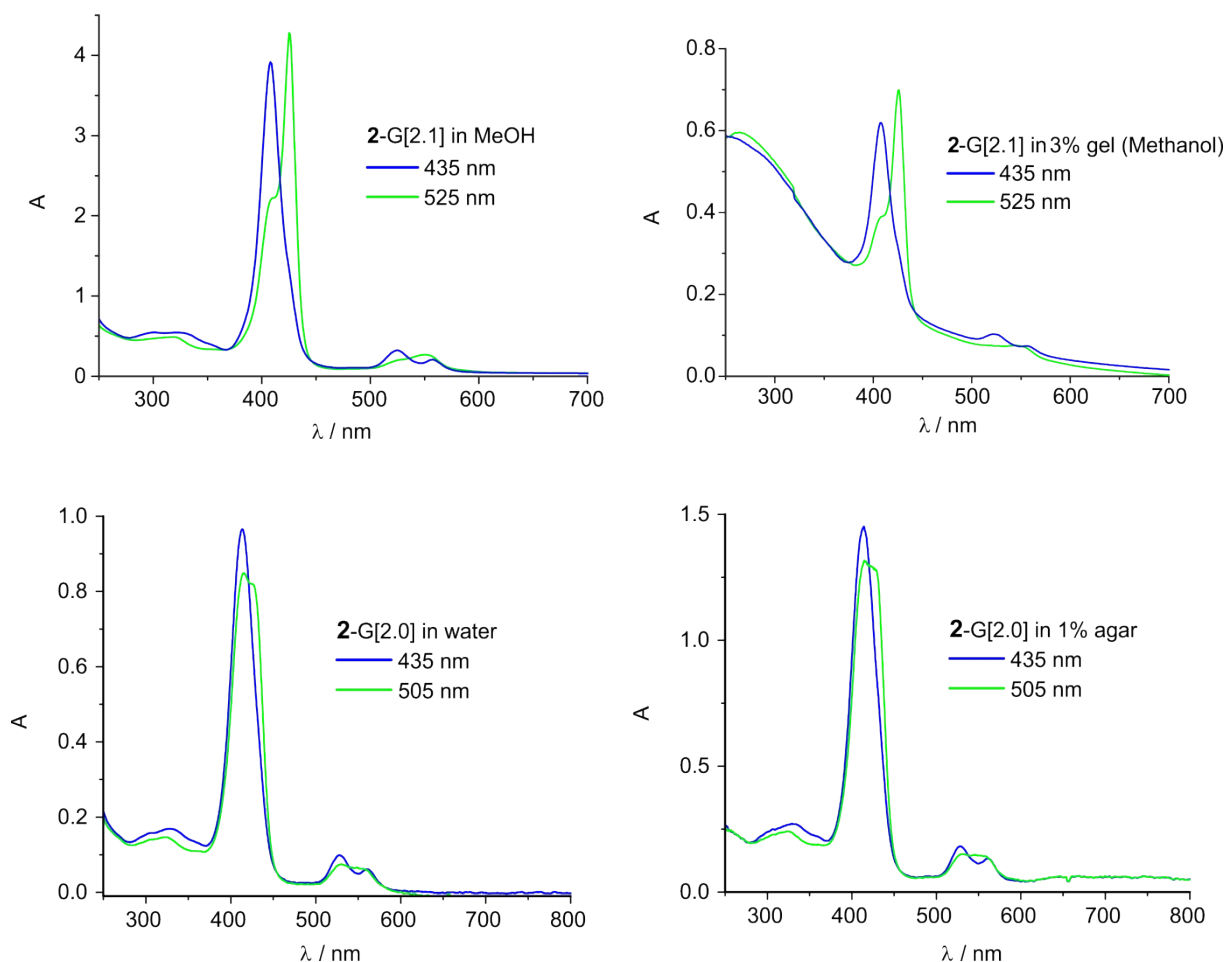 4
3
2
1
0
A
300
400
500
600
700
λ / nm
2-G[2.1] in MeOH
435 nm
525 nm
0.8
0.6
0.4
0.2
0.0
A
300
400
500
600
700
λ / nm
2-G[2.1] in 3% gel (Methanol)
435 nm
525 nm
1.0
0.8
0.6
0.4
0.2
0.0
A
300
400
500
600
700
800
λ / nm
2-G[2.0] in water
435 nm
505 nm
1.5
1.0
0.5
0.0
A
300
400
500
600
700
800
λ / nm
2-G[2.0] in 1% agar
435 nm
505 nm